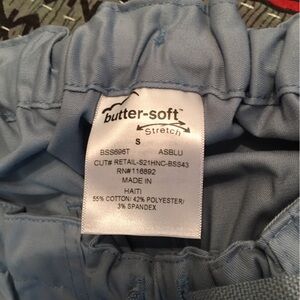 butter-soft™
Stretch
S
BSS696T ASBLU
CUT# RETAIL-S21HNC-BSS43
RN#116892
MADE IN
HAITI
55% COTTON/ 42% POLYESTER/
3% SPANDEX